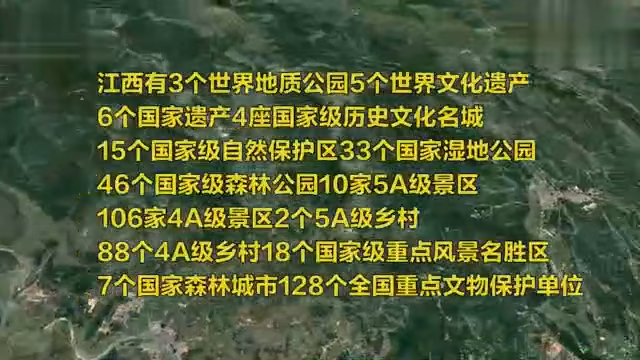 江西有3个世界地质公园5个世界文化遗产
6个国家遗产4座国家级历史文化名城
15个国家级自然保护区33个国家湿地公园
46个国家级森林公园10家5A级景区
106家4A级景区2个5A级乡村
88个4A级乡村18个国家级重点风景名胜区
7个国家森林城市128个全国重点文物保护单位